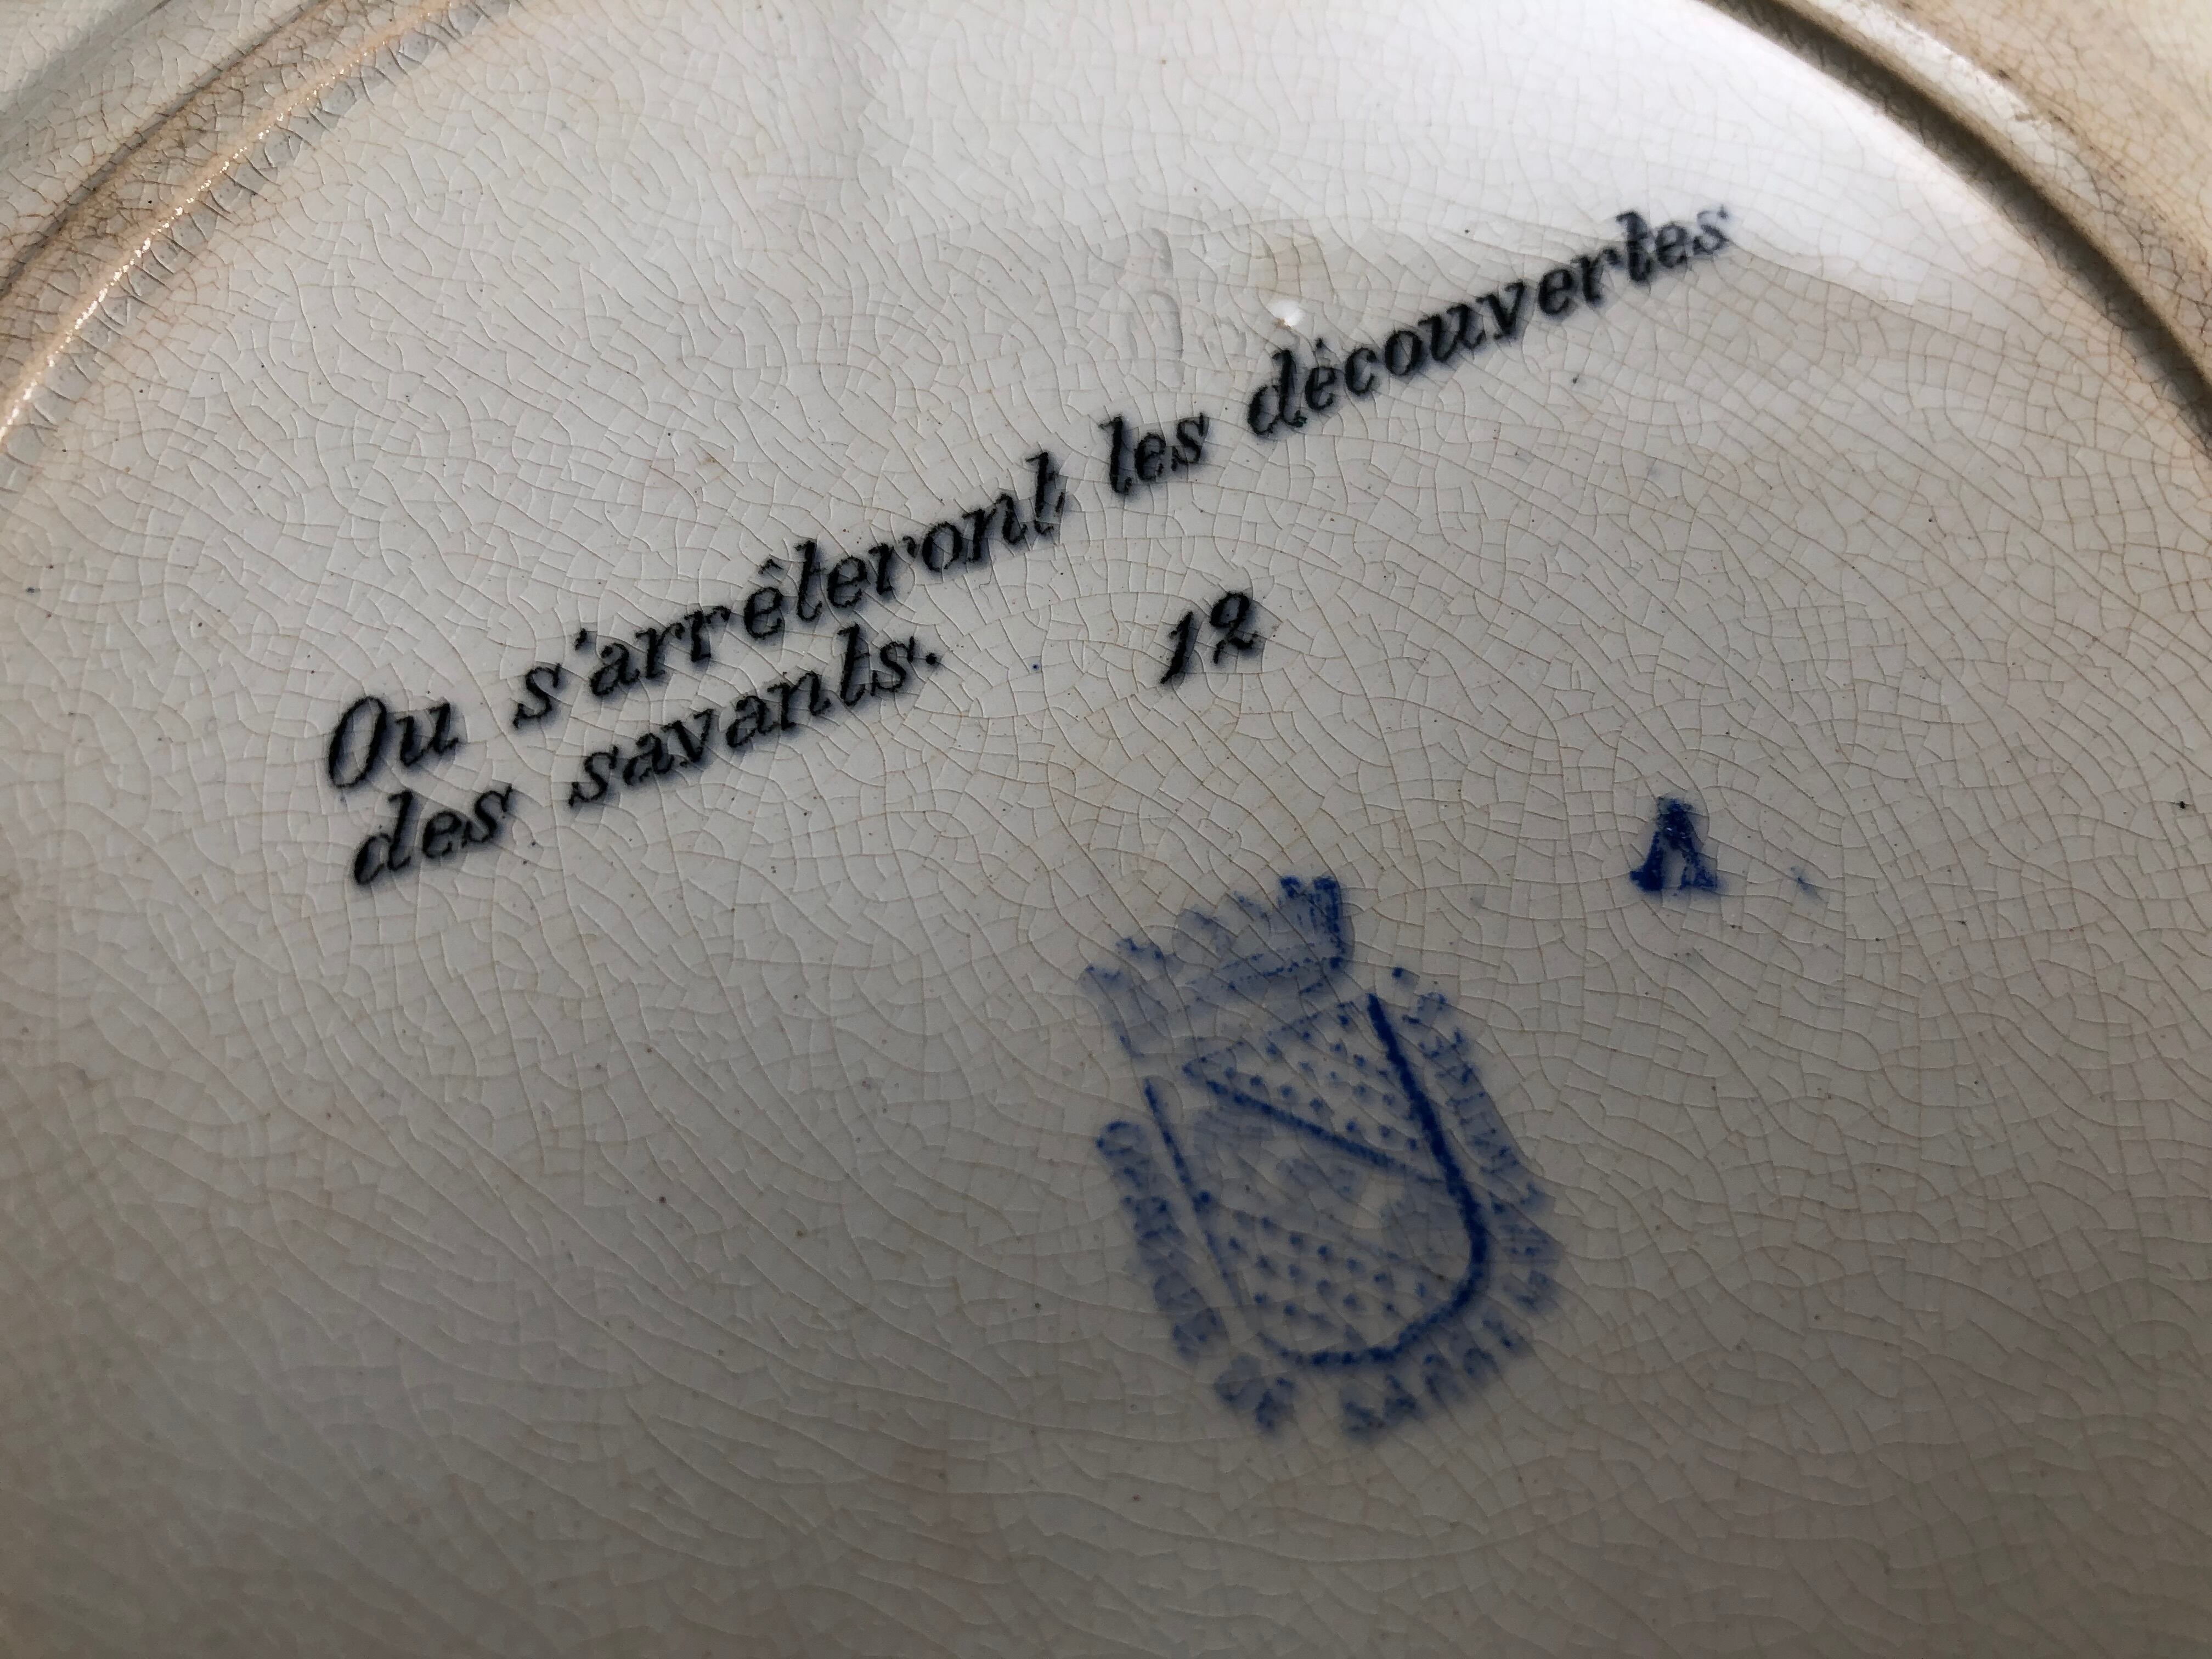 Ou s'arrêteront les découvertes
des savants. 12
A